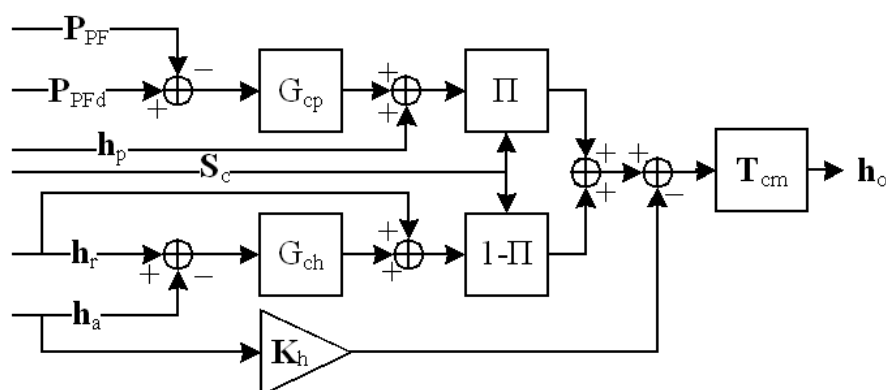 P_PF
−
P_PFd
+
G_cp
+
+
Π
h_p
S_c
+
+
+
−
T_cm
h_o
+
+
h_r
+
−
G_ch
1-Π
h_a
K_h